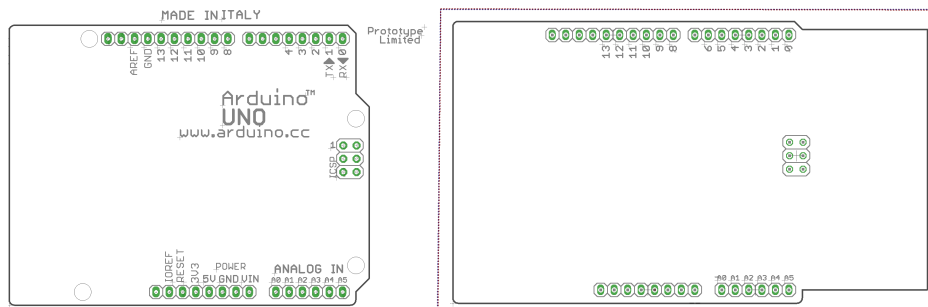 MADE IN ITALY
Prototype
Limited
AREF
GND
13
12
11
10
9
8
4
3
2
TX 1
RX 0
Arduino™
UNO
www.arduino.cc
1
ICSP
IOREF
RESET
3V3
5V
POWER
GND
VIN
ANALOG IN
A0 A1 A2 A3 A4 A5
13
12
11
10
9
8
6
5
4
3
2
1
0
A0 A1 A2 A3 A4 A5